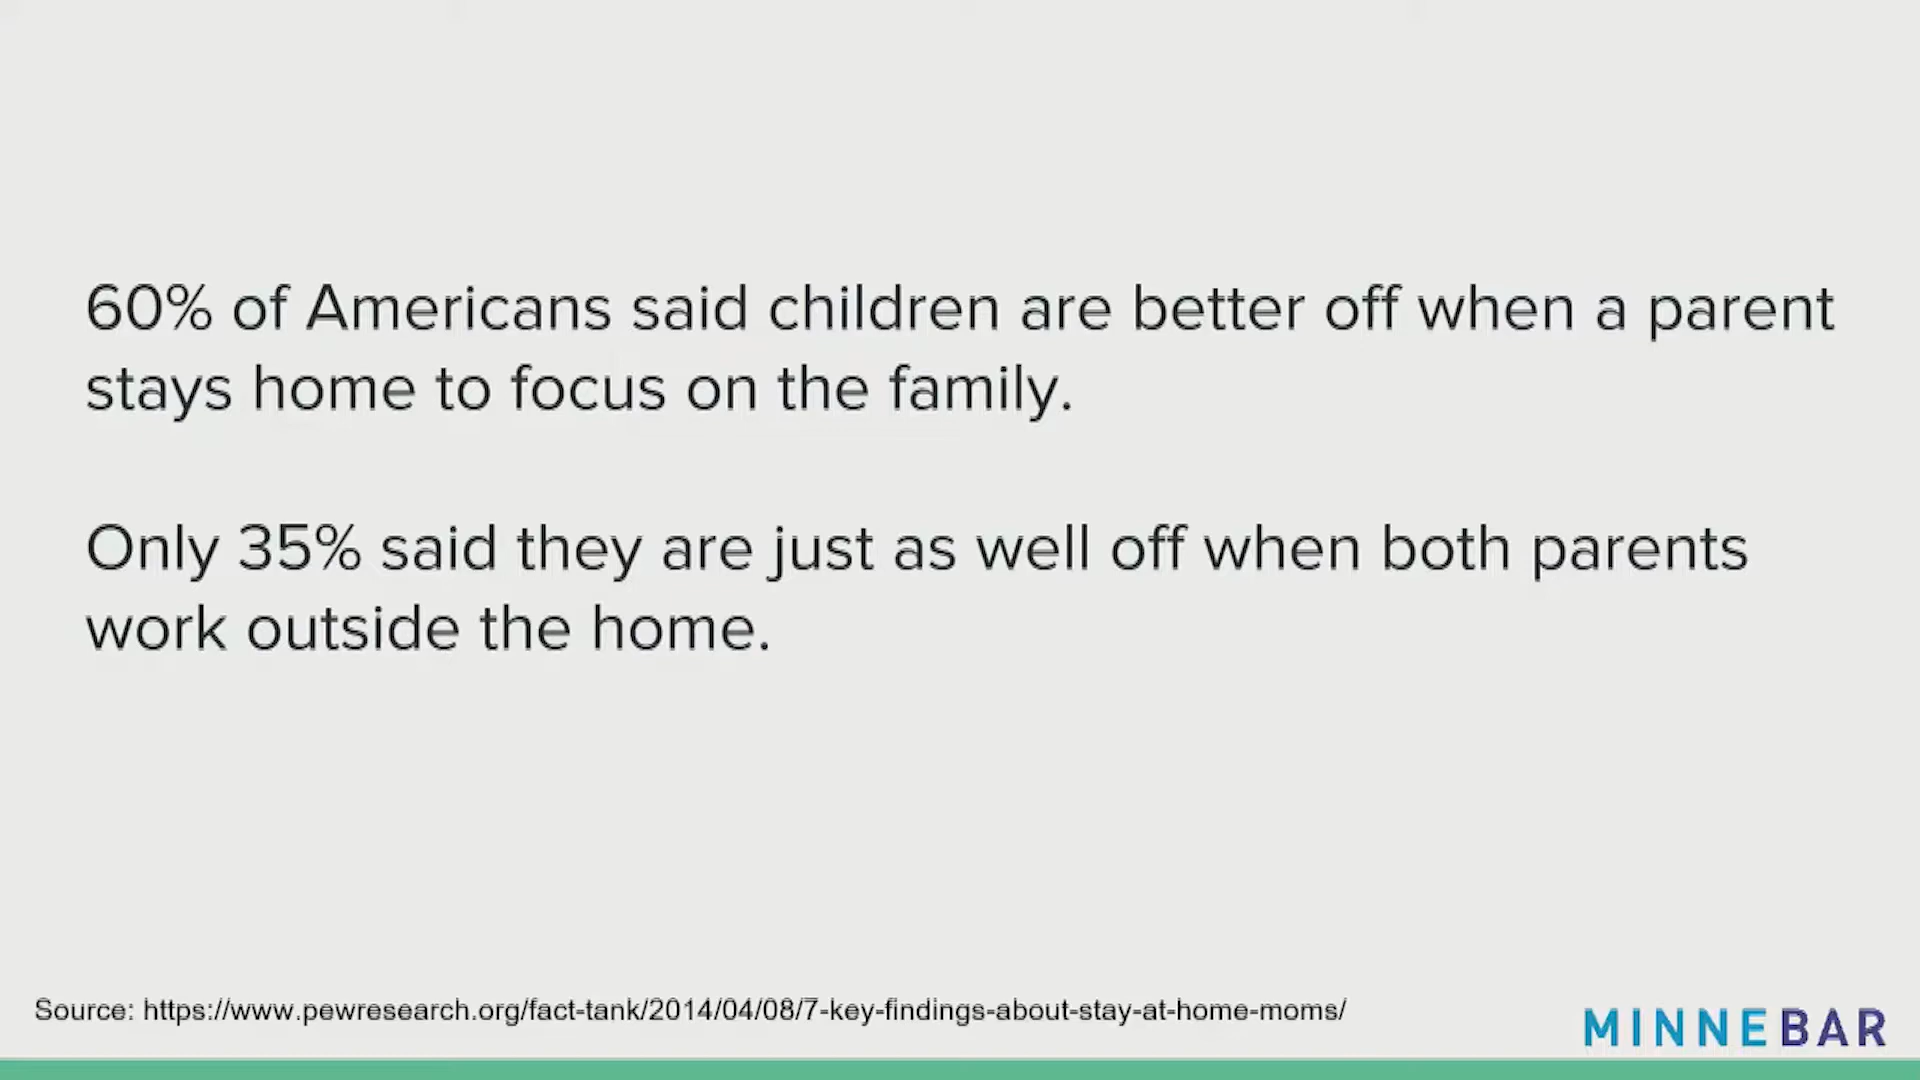 60% of Americans said children are better off when a parent
stays home to focus on the family.
Only 35% said they are just as well off when both parents
work outside the home.
Source: https://www.pewresearch.org/fact-tank/2014/04/08/7-key-findings-about-stay-at-home-moms/
MINNEBAR